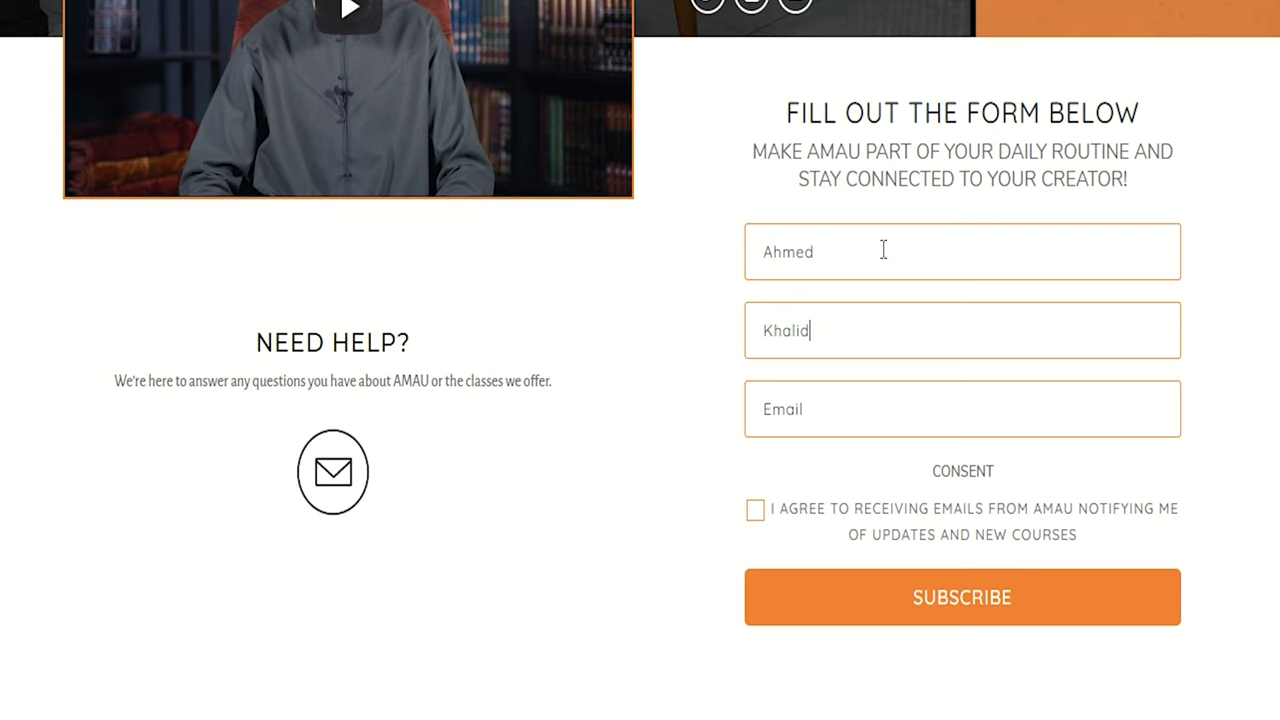 FILL OUT THE FORM BELOW
MAKE AMAU PART OF YOUR DAILY ROUTINE AND
STAY CONNECTED TO YOUR CREATOR!
Ahmed
Khalid
Email
CONSENT
I AGREE TO RECEIVING EMAILS FROM AMAU NOTIFYING ME
OF UPDATES AND NEW COURSES
SUBSCRIBE
NEED HELP?
We're here to answer any questions you have about AMAU or the classes we offer.